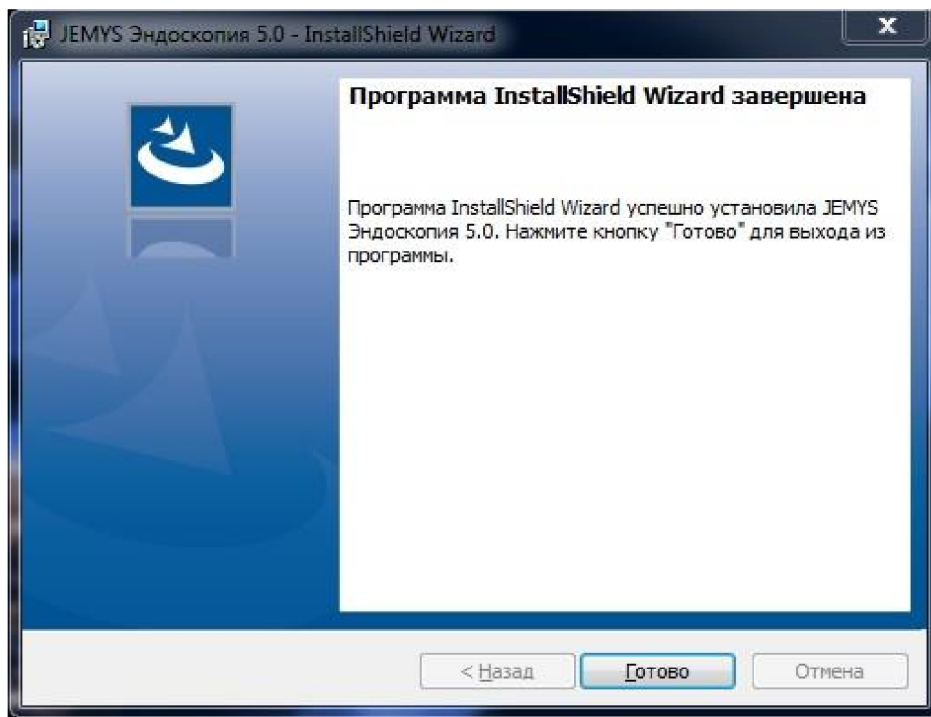 JEMYS Эндоскопия 5.0 - InstallShield Wizard
Программа InstallShield Wizard завершена
Программа InstallShield Wizard успешно установила JEMYS
Эндоскопия 5.0. Нажмите кнопку "Готово" для выхода из
программы.
< Назад
Готово
Отмена